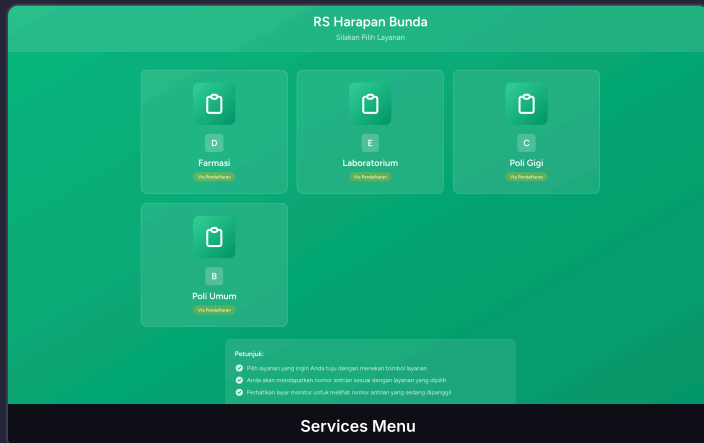 RS Harapan Bunda
Silakan Pilih Layanan
D
Farmasi
Via Pendaftaran
E
Laboratorium
Via Pendaftaran
C
Poli Gigi
Via Pendaftaran
B
Poli Umum
Via Pendaftaran
Petunjuk:
Pilih layanan yang ingin Anda tuju dengan menekan tombol layanan
Anda akan mendapatkan nomor antrian sesuai dengan layanan yang dipilih
Perhatikan layar monitor untuk melihat nomor antrian yang sedang dipanggil
Services Menu